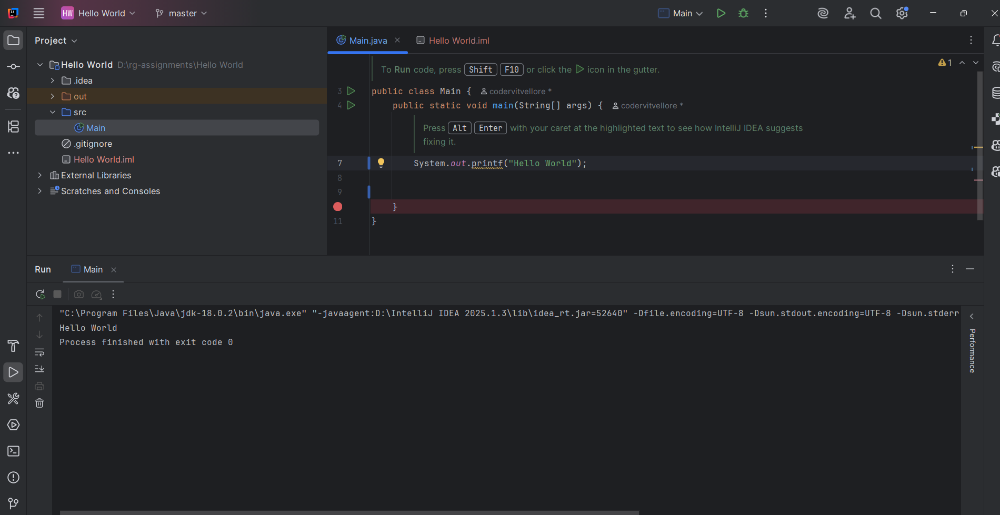 HW Hello World master Main
Project
Main.java Hello World.iml
Hello World D:\rg-assignments\Hello World
.idea
out
src
Main
.gitignore
Hello World.iml
External Libraries
Scratches and Consoles
To Run code, press Shift F10 or click the icon in the gutter.
1
3 public class Main { codervitvellore *
4 public static void main(String[] args) { codervitvellore *
Press Alt Enter with your caret at the highlighted text to see how IntelliJ IDEA suggests
fixing it.
7 System.out.printf("Hello World");
8
9
}
11 }
Run Main
"C:\Program Files\Java\jdk-18.0.2\bin\java.exe" "-javaagent:D:\IntelliJ IDEA 2025.1.3\lib\idea_rt.jar=52640" -Dfile.encoding=UTF-8 -Dsun.stdout.encoding=UTF-8 -Dsun.stderr
Hello World
Process finished with exit code 0
Performance